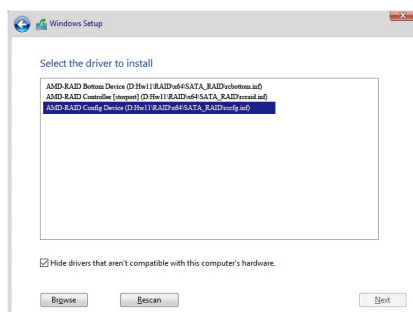 Windows Setup
Select the driver to install
AMD-RAID Bottom Device (D:\Hw11\RAID\x64\SATA_RAID\rcbottom.inf)
AMD-RAID Controller [storport] (D:\Hw11\RAID\x64\SATA_RAID\rcraid.inf)
AMD-RAID Config Device (D:\Hw11\RAID\x64\SATA_RAID\rccfg.inf)
Hide drivers that aren't compatible with this computer's hardware.
Browse
Rescan
Next